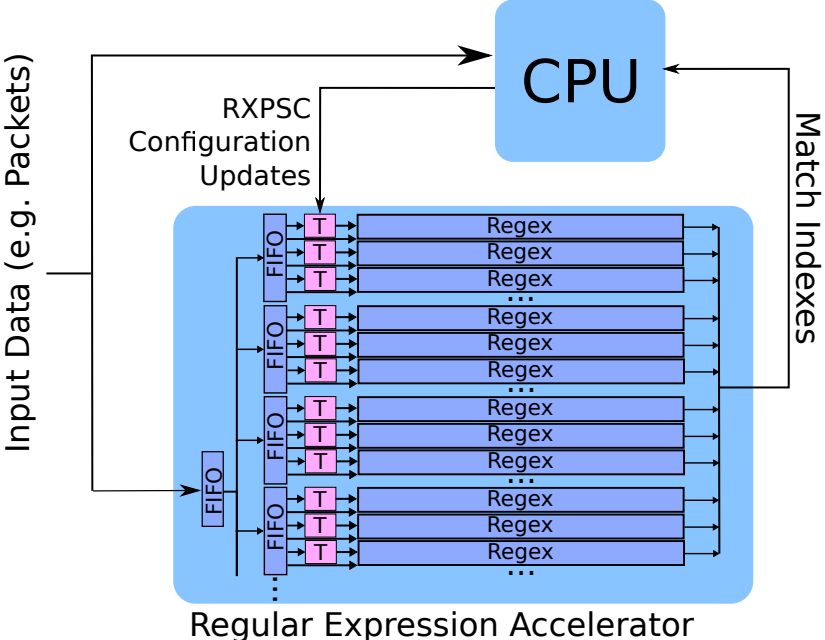 CPU
RXPSC
Configuration
Updates
Input Data (e.g. Packets)
Match Indexes
FIFO
FIFO
T
Regex
T
Regex
T
Regex
...
FIFO
T
Regex
T
Regex
T
Regex
...
FIFO
T
Regex
T
Regex
T
Regex
...
FIFO
T
Regex
T
Regex
T
Regex
...
...
Regular Expression Accelerator